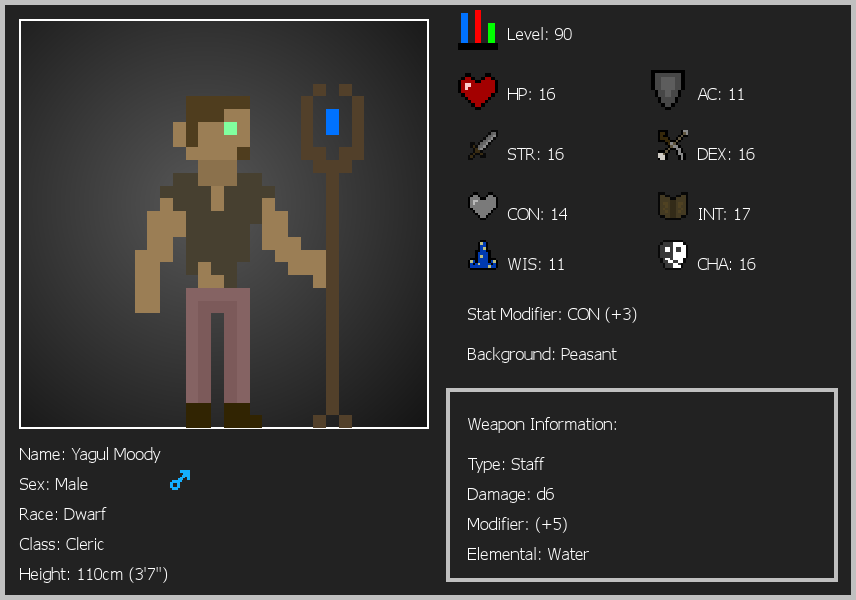 Level: 90
HP: 16
AC: 11
STR: 16
DEX: 16
CON: 14
INT: 17
WIS: 11
CHA: 16
Stat Modifier: CON (+3)
Background: Peasant
Weapon Information:
Type: Staff
Damage: d6
Modifier: (+5)
Elemental: Water
Name: Yagul Moody
Sex: Male
Race: Dwarf
Class: Cleric
Height: 110cm (3'7")